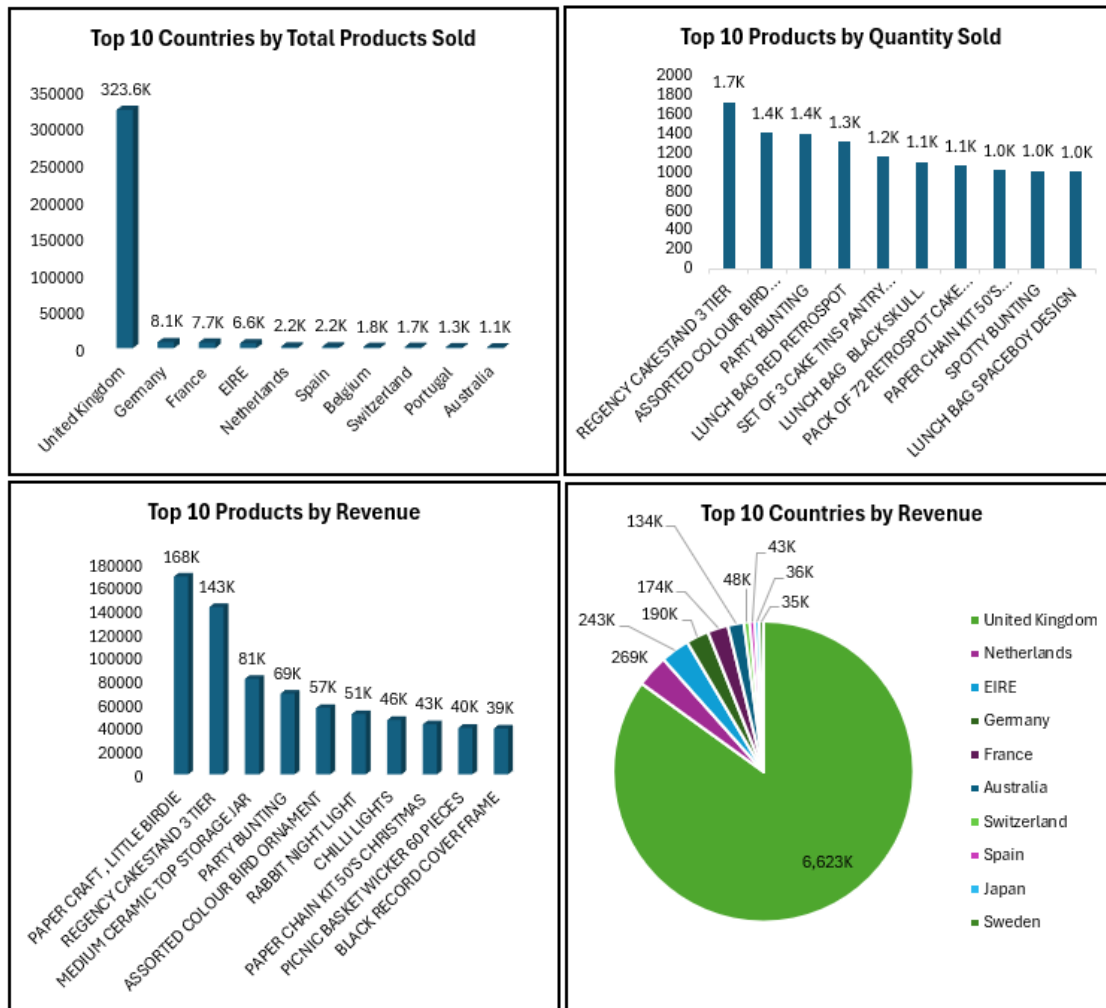 Top 10 Countries by Total Products Sold
350000
300000
250000
200000
150000
100000
50000
0
323.6K
8.1K
7.7K
6.6K
2.2K
2.2K
1.8K
1.7K
1.3K
1.1K
United Kingdom
Germany
France
EIRE
Netherlands
Spain
Belgium
Switzerland
Portugal
Australia
Top 10 Products by Quantity Sold
2000
1800
1600
1400
1200
1000
800
600
400
200
0
1.7K
1.4K
1.4K
1.3K
1.2K
1.1K
1.1K
1.0K
1.0K
1.0K
REGENCY CAKESTAND 3 TIER
ASSORTED COLOUR BIRD…
PARTY BUNTING
LUNCH BAG RED RETROSPOT
SET OF 3 CAKE TINS PANTRY…
LUNCH BAG  BLACK SKULL.
PACK OF 72 RETROSPOT CAKE…
PAPER CHAIN KIT 50'S…
SPOTTY BUNTING
LUNCH BAG SPACEBOY DESIGN
Top 10 Products by Revenue
180000
160000
140000
120000
100000
80000
60000
40000
20000
0
168K
143K
81K
69K
57K
51K
46K
43K
40K
39K
PAPER CRAFT , LITTLE BIRDIE
REGENCY CAKESTAND 3 TIER
MEDIUM CERAMIC TOP STORAGE JAR
PARTY BUNTING
ASSORTED COLOUR BIRD ORNAMENT
RABBIT NIGHT LIGHT
CHILLI LIGHTS
PAPER CHAIN KIT 50'S CHRISTMAS
PICNIC BASKET WICKER 60 PIECES
BLACK RECORD COVER FRAME
Top 10 Countries by Revenue
6,623K
269K
243K
190K
174K
134K
48K
43K
36K
35K
United Kingdom
Netherlands
EIRE
Germany
France
Australia
Switzerland
Spain
Japan
Sweden